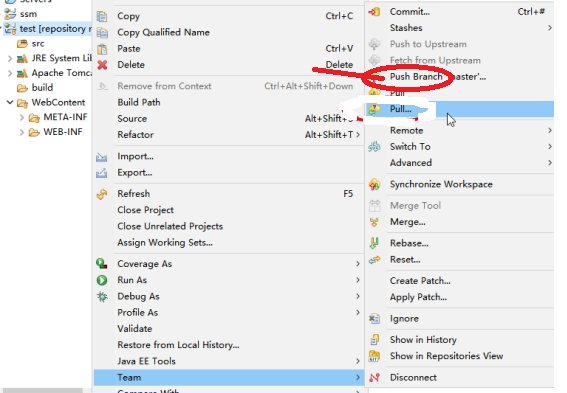 Servers
ssm
test [repository r
src
JRE System Lib
Apache Tomca
build
WebContent
META-INF
WEB-INF
Copy Ctrl+C
Copy Qualified Name
Paste Ctrl+V
Delete Delete
Remove from Context Ctrl+Alt+Shift+Down
Build Path
Source Alt+Shift+S
Refactor Alt+Shift+T
Import...
Export...
Refresh F5
Close Project
Close Unrelated Projects
Assign Working Sets...
Coverage As
Run As
Debug As
Profile As
Validate
Restore from Local History...
Java EE Tools
Team
Compare With
Commit... Ctrl+#
Stashes
Push to Upstream
Fetch from Upstream
Push Branch 'master'...
Pull
Pull...
Remote
Switch To
Advanced
Synchronize Workspace
Merge Tool
Merge...
Rebase...
Reset...
Create Patch...
Apply Patch...
Ignore
Show in History
Show in Repositories View
Disconnect